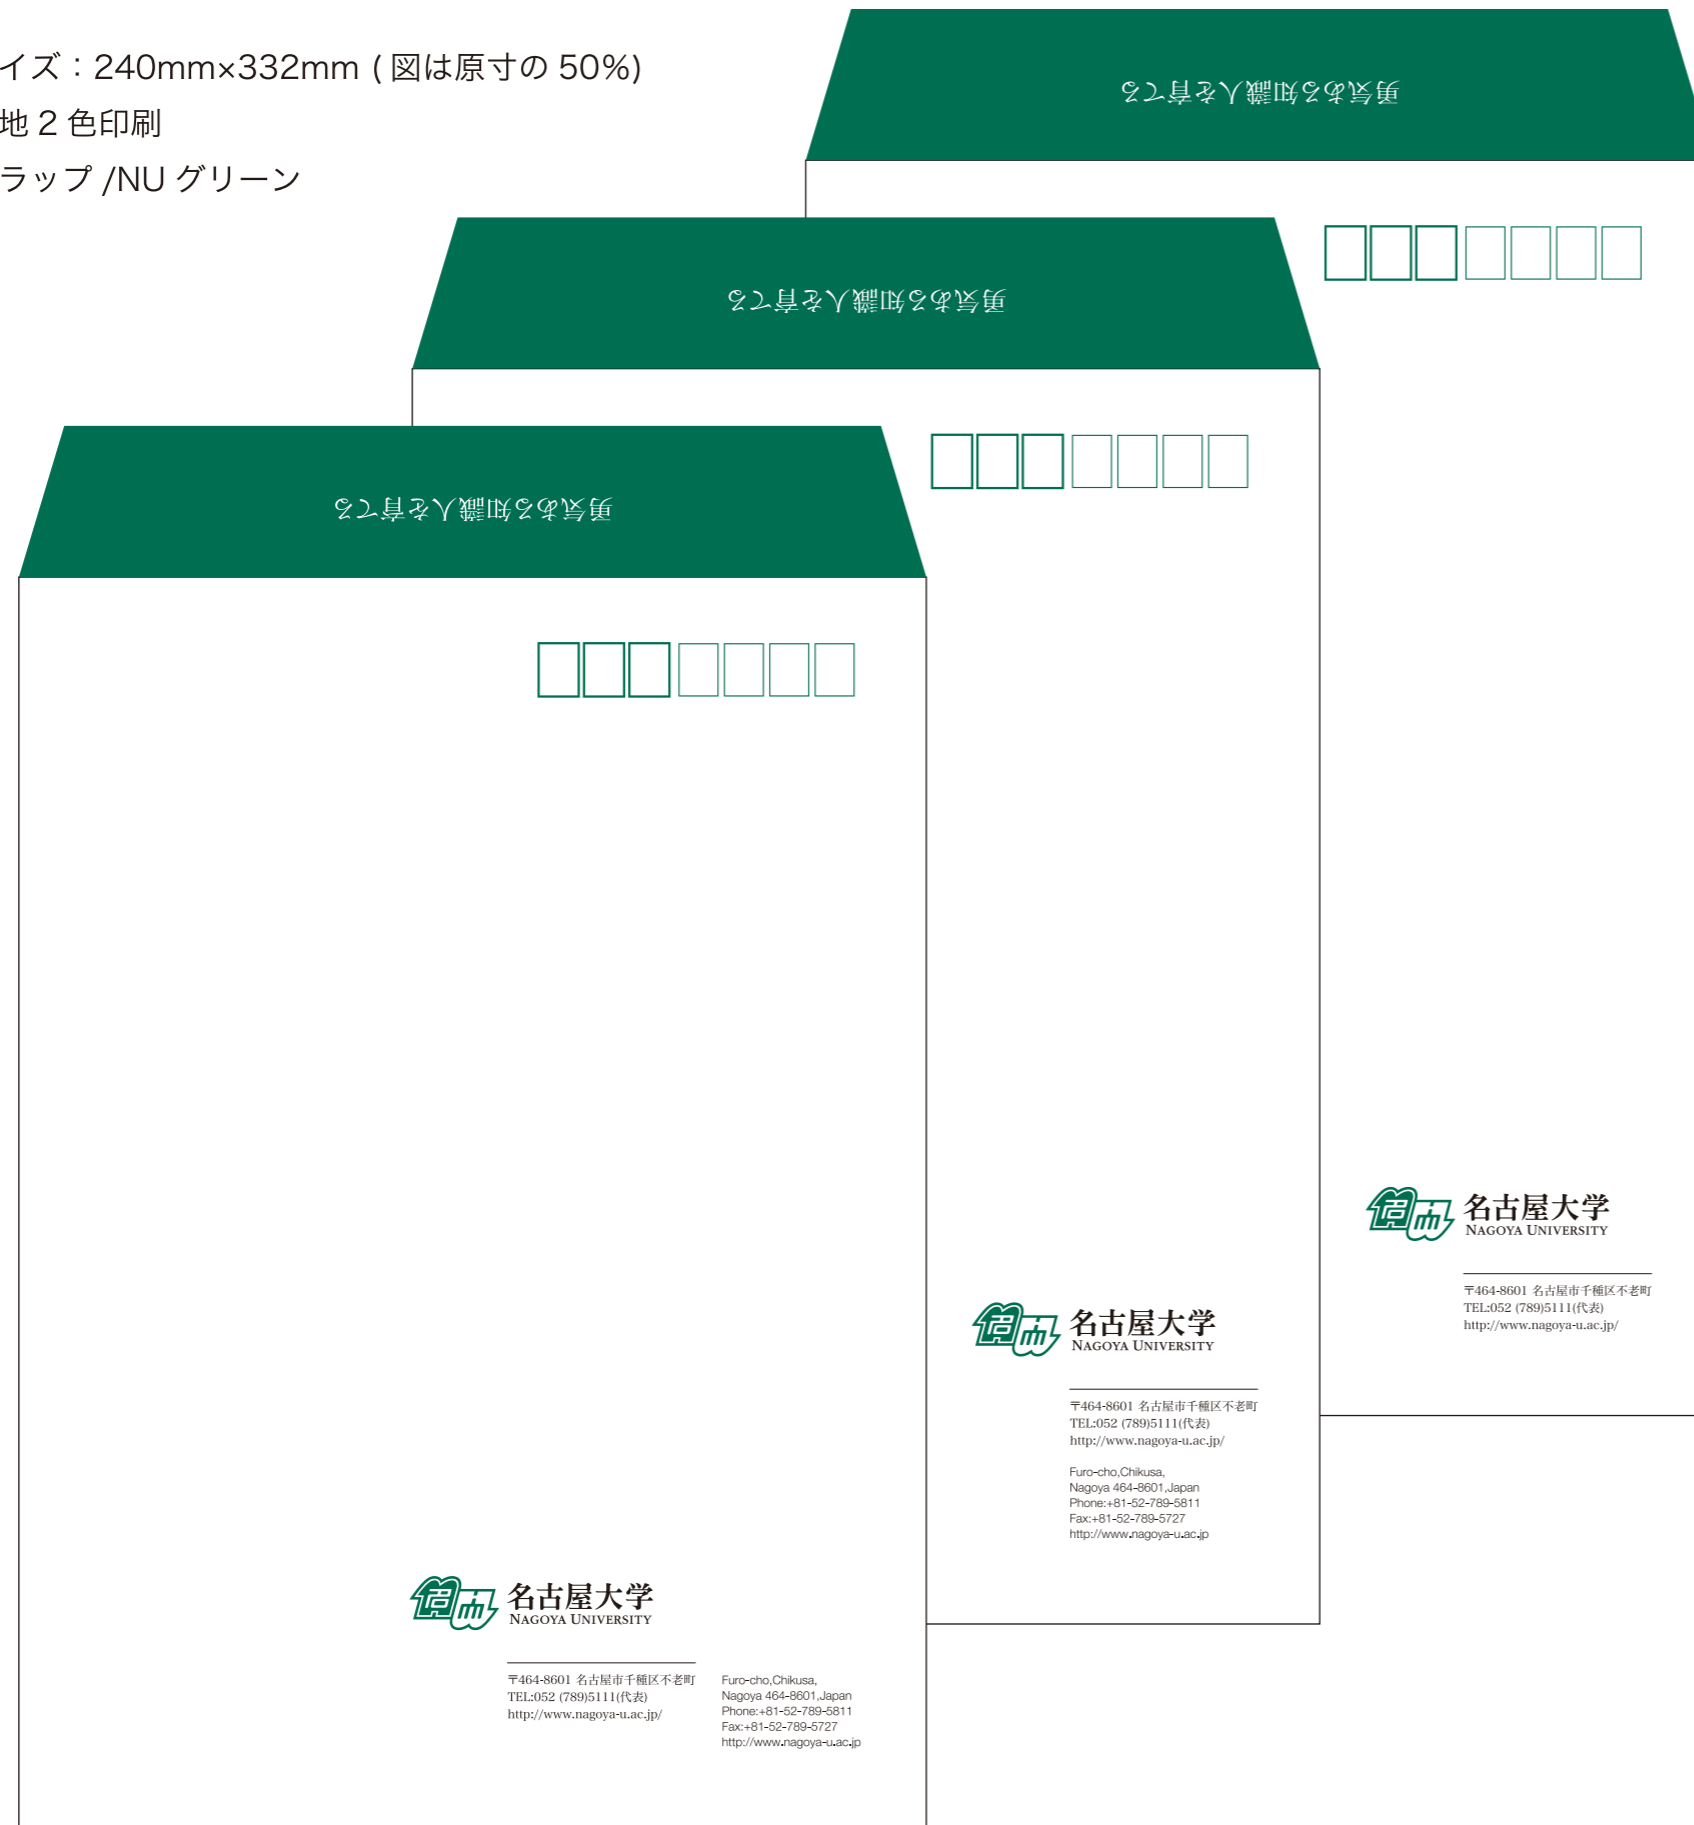 イズ：240mm×332mm ( 図は原寸の 50%)
地 2 色印刷
ラップ /NU グリーン
勇気ある知識人を育てる
名古屋大学
NAGOYA UNIVERSITY
〒464-8601 名古屋市千種区不老町
TEL:052 (789)5111(代表)
http://www.nagoya-u.ac.jp/
勇気ある知識人を育てる
名古屋大学
NAGOYA UNIVERSITY
〒464-8601 名古屋市千種区不老町
TEL:052 (789)5111(代表)
http://www.nagoya-u.ac.jp/
Furo-cho,Chikusa,
Nagoya 464-8601,Japan
Phone:+81-52-789-5811
Fax:+81-52-789-5727
http://www.nagoya-u.ac.jp
勇気ある知識人を育てる
名古屋大学
NAGOYA UNIVERSITY
〒464-8601 名古屋市千種区不老町
TEL:052 (789)5111(代表)
http://www.nagoya-u.ac.jp/
Furo-cho,Chikusa,
Nagoya 464-8601,Japan
Phone:+81-52-789-5811
Fax:+81-52-789-5727
http://www.nagoya-u.ac.jp